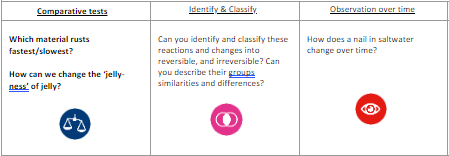 Comparative tests
Which material rusts
fastest/slowest?
How can we change the ‘jelly-
ness’ of jelly?
Identify & Classify
Can you identify and classify these
reactions and changes into
reversible, and irreversible? Can
you describe their groups
similarities and differences?
Observation over time
How does a nail in saltwater
change over time?